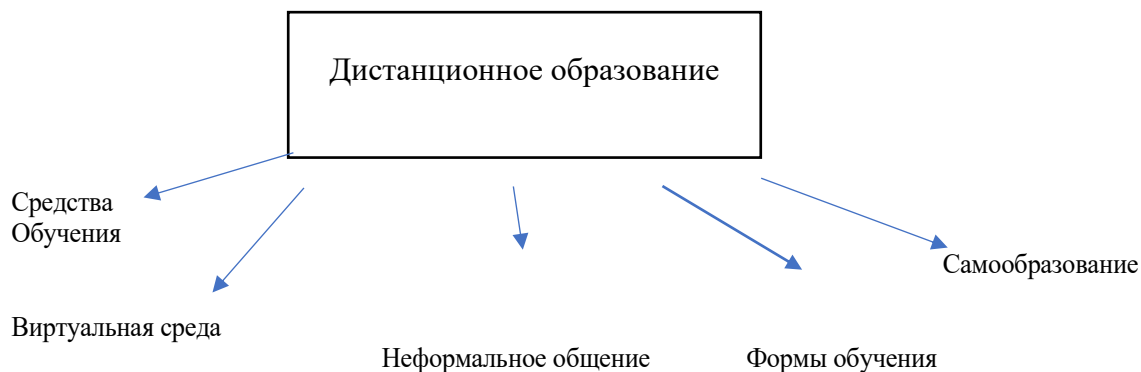 Дистанционное образование
Средства
Обучения
Самообразование
Виртуальная среда
Неформальное общение
Формы обучения